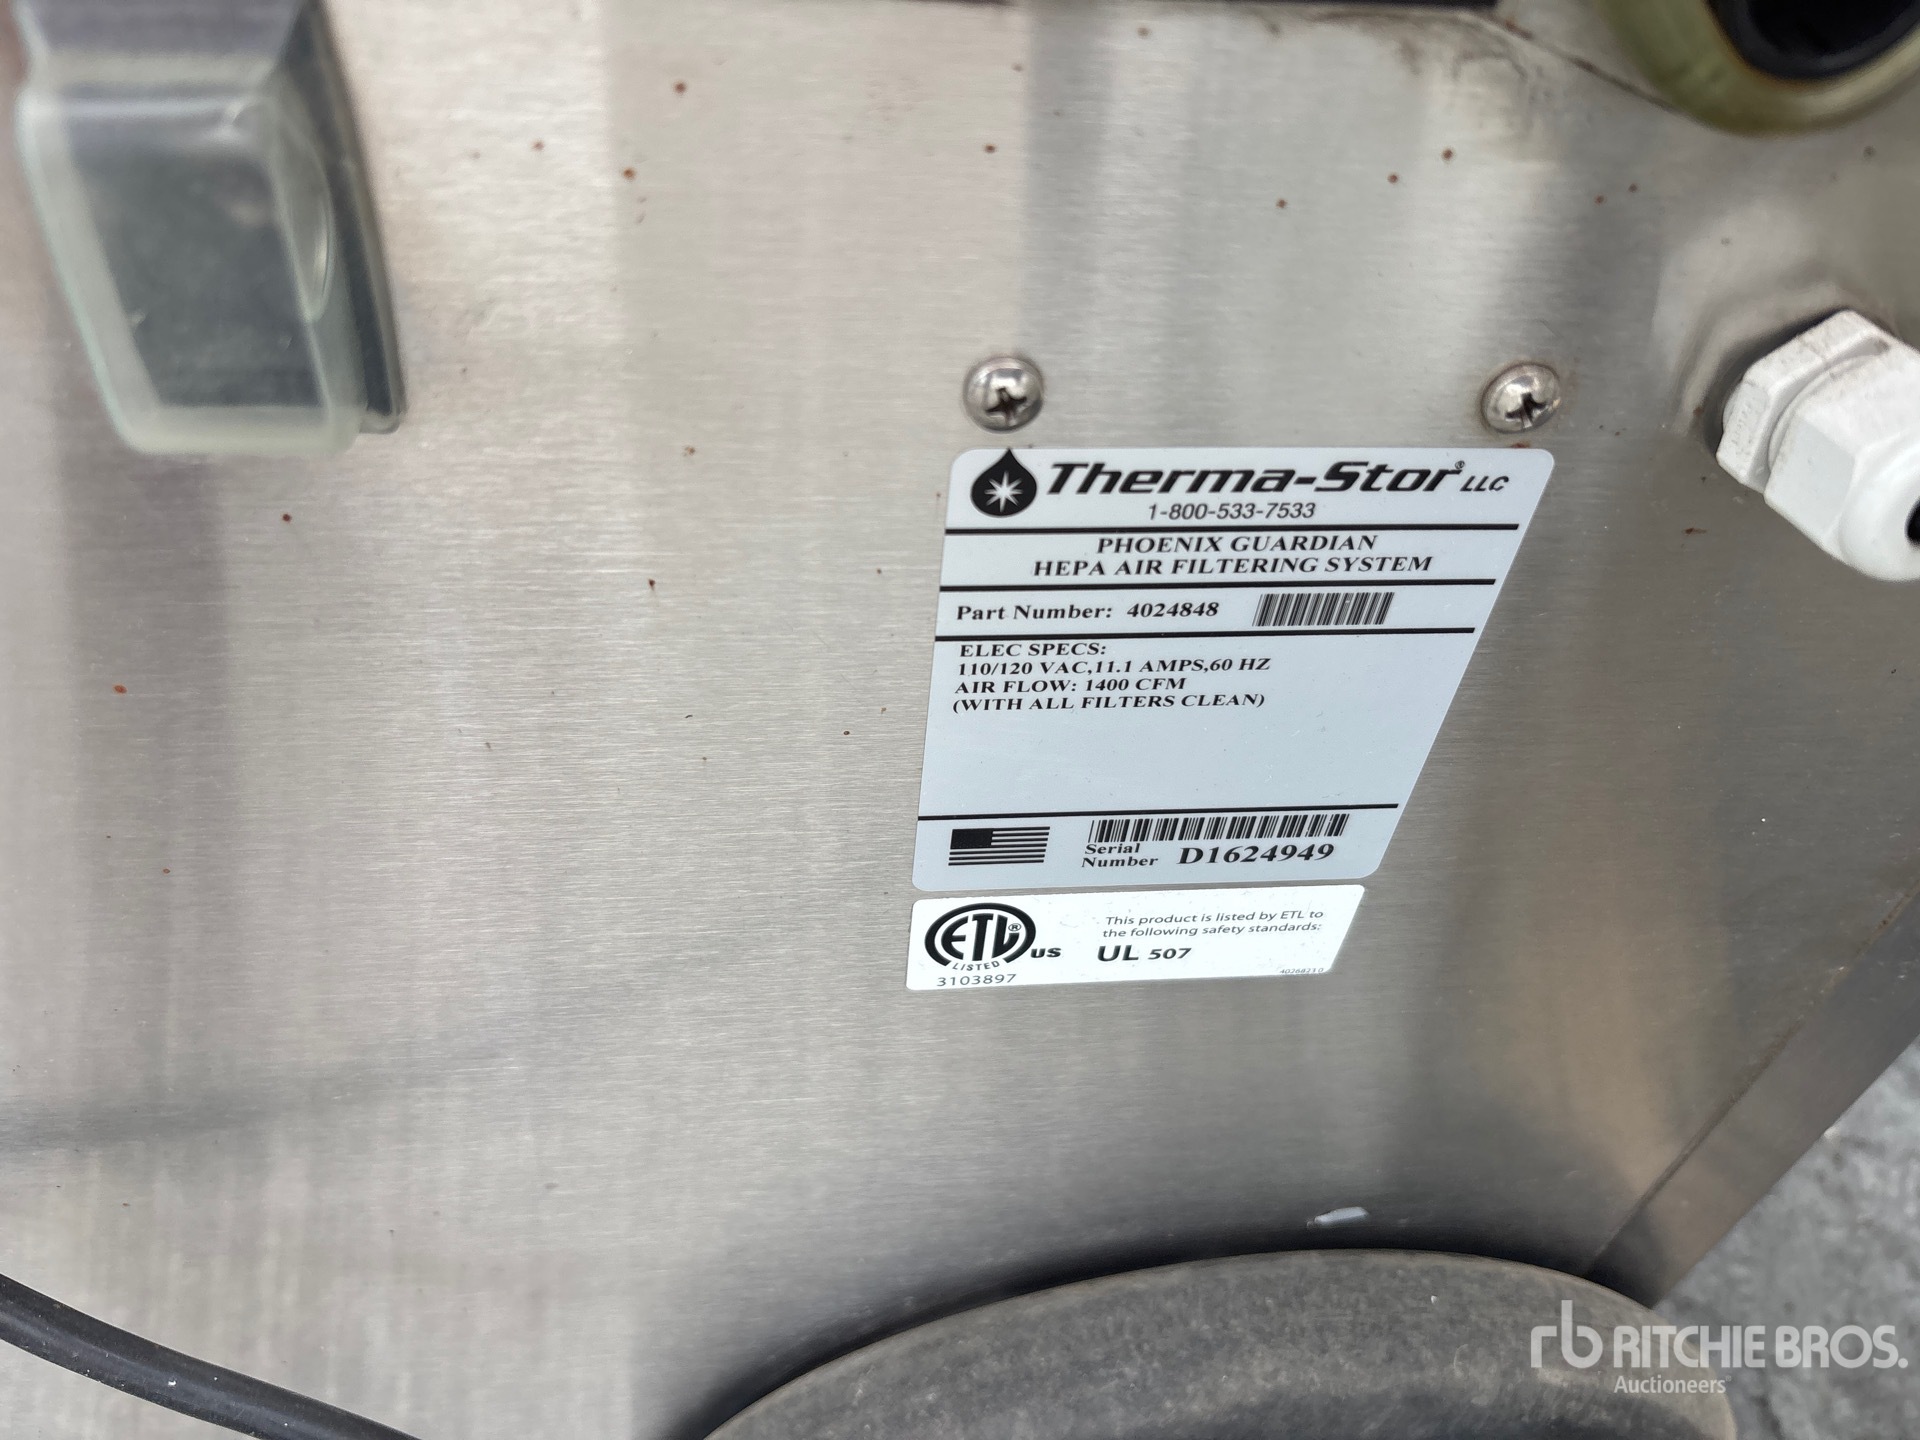 Therma-Stor® LLC
1-800-533-7533
PHOENIX GUARDIAN
HEPA AIR FILTERING SYSTEM
Part Number: 4024848
ELEC SPECS:
110/120 VAC,11.1 AMPS,60 HZ
AIR FLOW: 1400 CFM
(WITH ALL FILTERS CLEAN)
Serial
Number D1624949
ETL® US
LISTED
3103897
This product is listed by ETL to
the following safety standards:
UL 507
rb RITCHIE BROS.
Auctioneers